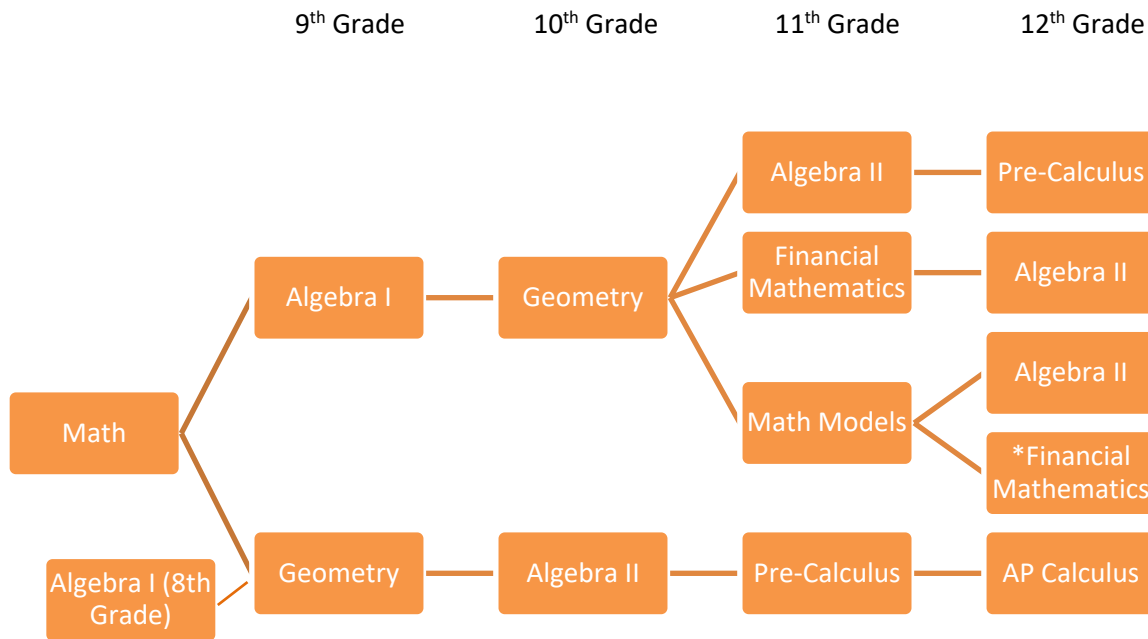 9th Grade 10th Grade 11th Grade 12th Grade
Algebra II
Pre-Calculus
Financial
Mathematics
Algebra II
Algebra I
Geometry
Algebra II
Math
Math Models
*Financial
Mathematics
Algebra I (8th
Grade)
Geometry
Algebra II
Pre-Calculus
AP Calculus